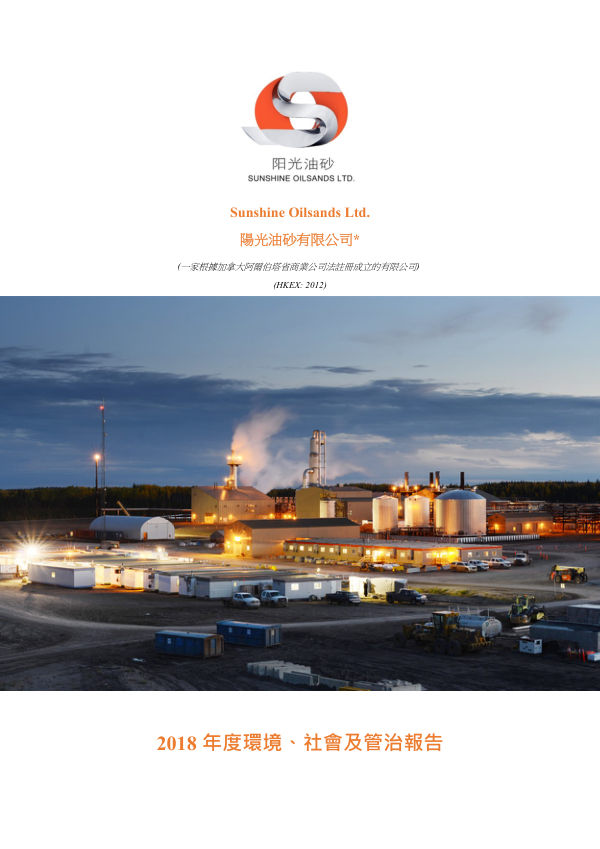 阳光油砂
SUNSHINE OILSANDS LTD.
Sunshine Oilsands Ltd.
陽光油砂有限公司*
(一家根據加拿大阿爾伯塔省商業公司法註冊成立的有限公司)
(HKEX: 2012)
2018 年度環境、社會及管治報告